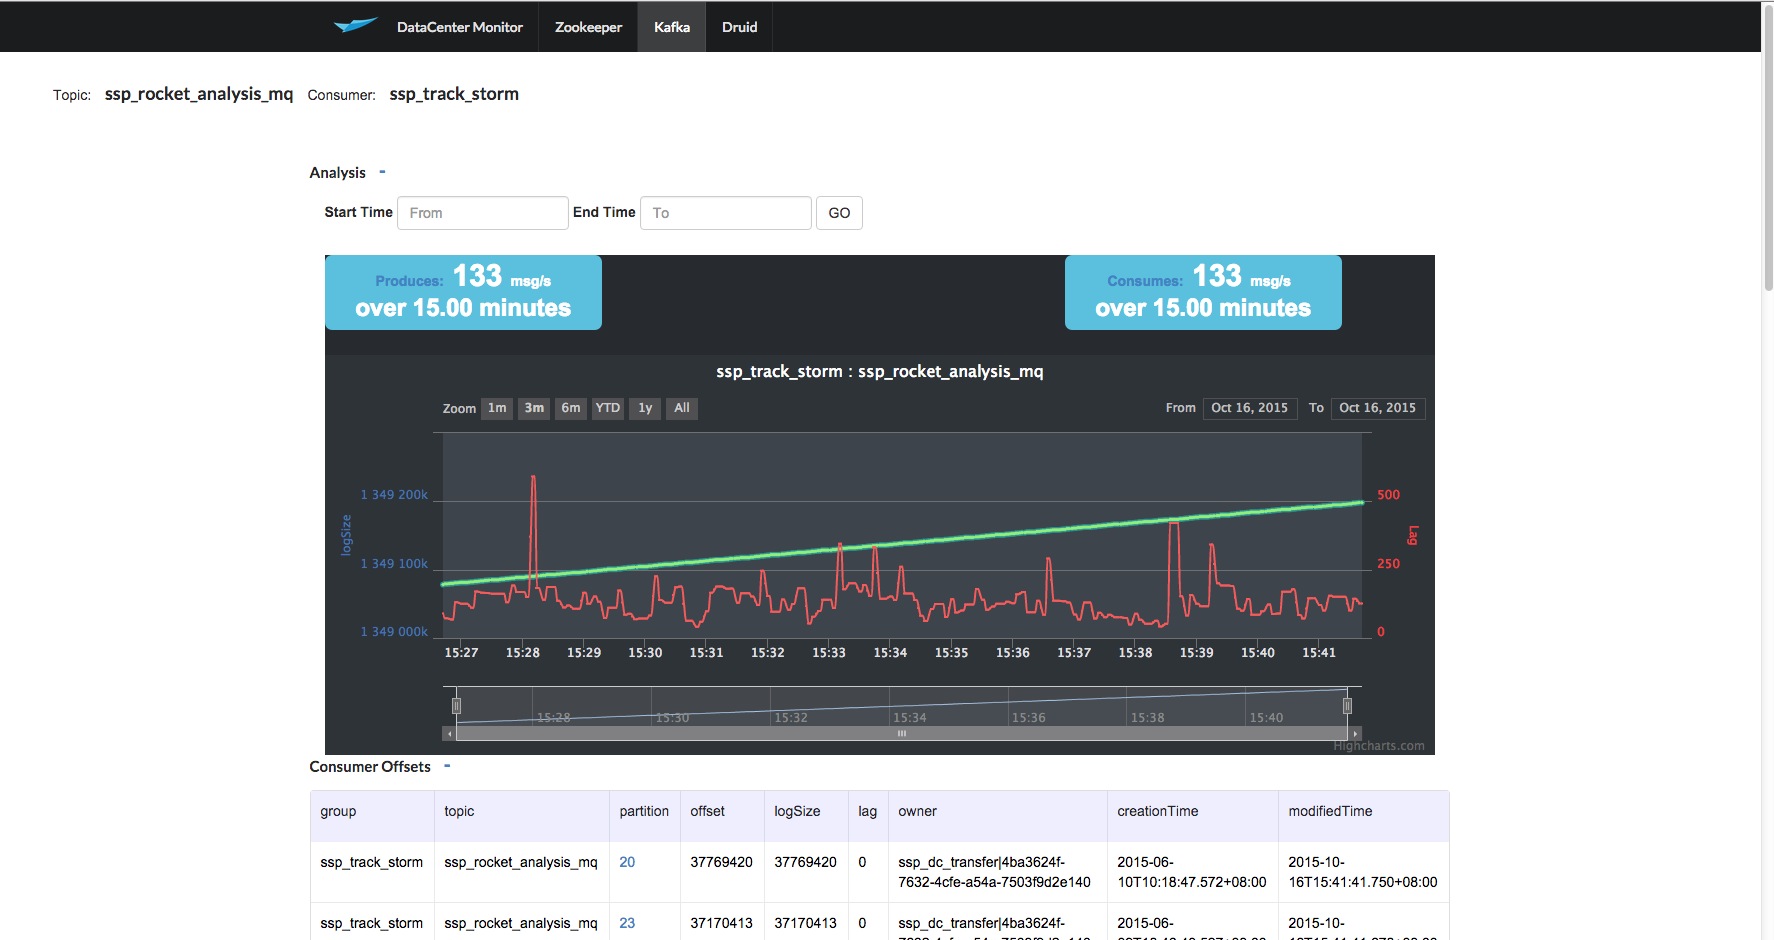 DataCenter Monitor Zookeeper Kafka Druid
Topic: ssp_rocket_analysis_mq Consumer: ssp_track_storm
Analysis -
Start Time From End Time To GO
Produces: 133 msg/s
over 15.00 minutes
Consumes: 133 msg/s
over 15.00 minutes
ssp_track_storm : ssp_rocket_analysis_mq
Zoom 1m 3m 6m YTD 1y All From Oct 16, 2015 To Oct 16, 2015
1 349 200k
1 349 100k
1 349 000k
logSize
500
250
0
Lag
15:27 15:28 15:29 15:30 15:31 15:32 15:33 15:34 15:35 15:36 15:37 15:38 15:39 15:40 15:41
15:28 15:30 15:32 15:34 15:36 15:38 15:40
Highcharts.com
Consumer Offsets -
group topic partition offset logSize lag owner creationTime modifiedTime
ssp_track_storm ssp_rocket_analysis_mq 20 37769420 37769420 0 ssp_dc_transfer|4ba3624f- 2015-06- 2015-10-
7632-4cfe-a54a-7503f9d2e140 10T10:18:47.572+08:00 16T15:41:41.750+08:00
ssp_track_storm ssp_rocket_analysis_mq 23 37170413 37170413 0 ssp_dc_transfer|4ba3624f- 2015-06- 2015-10-